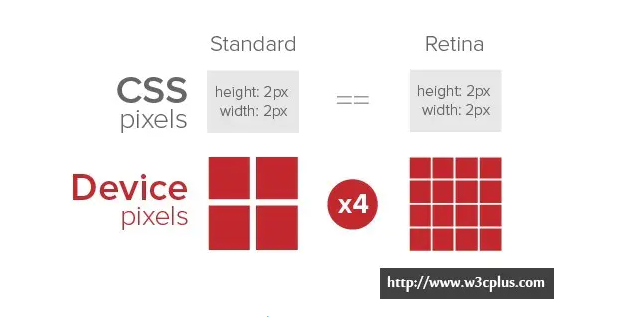 Standard
Retina
CSS
pixels
height: 2px
width: 2px
==
height: 2px
width: 2px
Device
pixels
x4
http://www.w3cplus.com